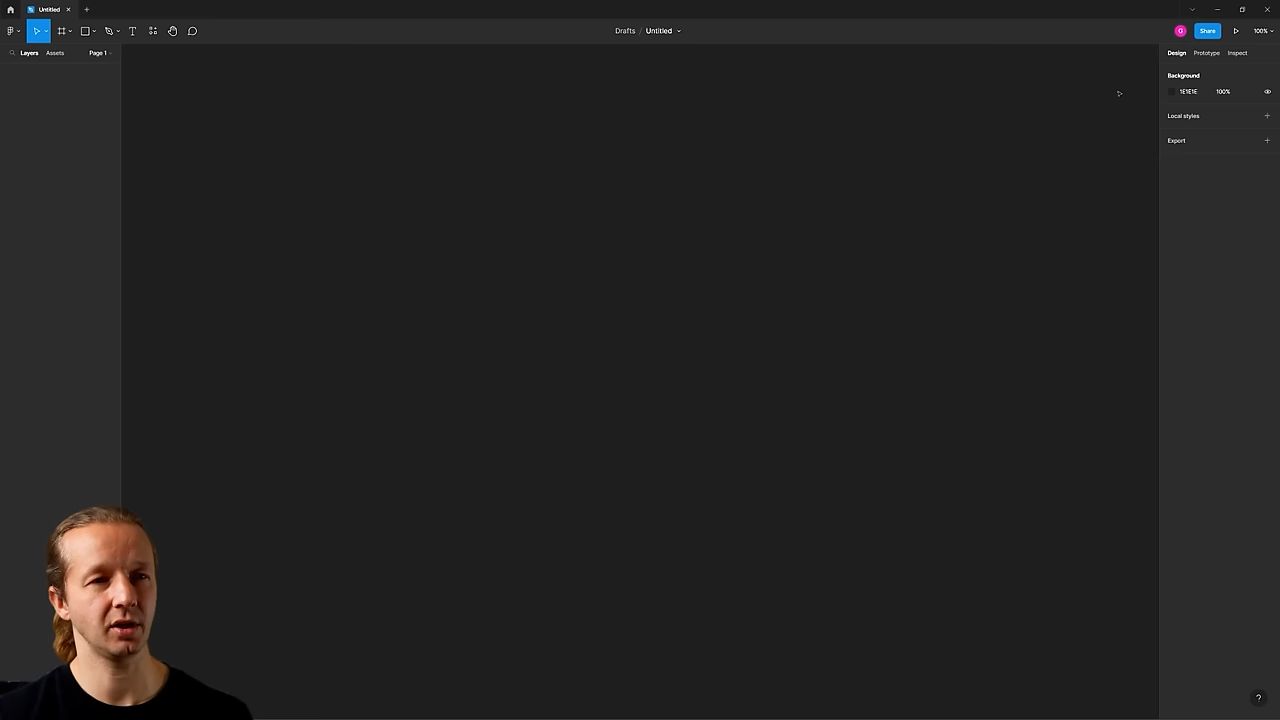 Untitled
Drafts / Untitled
G
Share
100%
Layers
Assets
Page 1
Design
Prototype
Inspect
Background
1E1E1E
100%
Local styles
Export
?